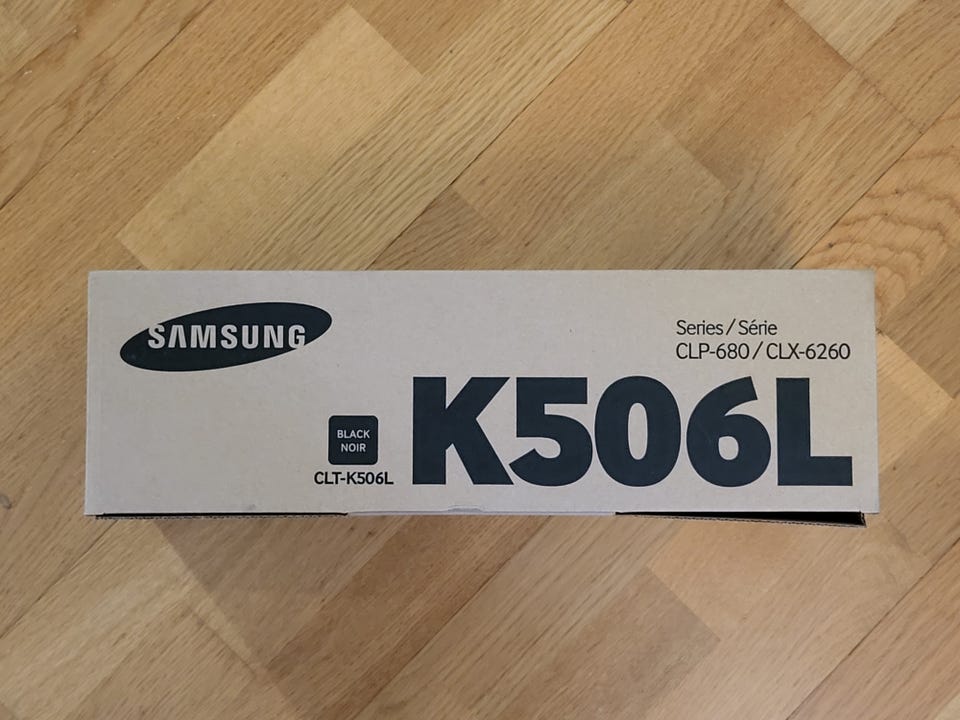 SAMSUNG
Series / Série
CLP-680 / CLX-6260
BLACK
NOIR
CLT-K506L
K506L